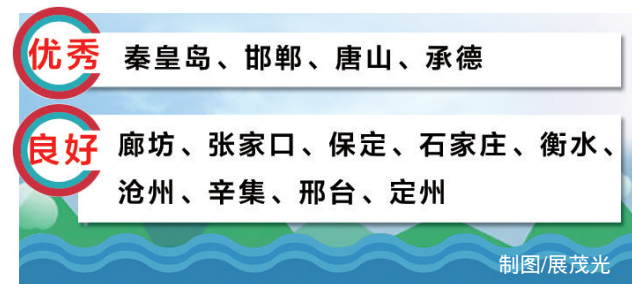 优秀
秦皇岛、邯郸、唐山、承德
良好
廊坊、张家口、保定、石家庄、衡水、
沧州、辛集、邢台、定州
制图/展茂光